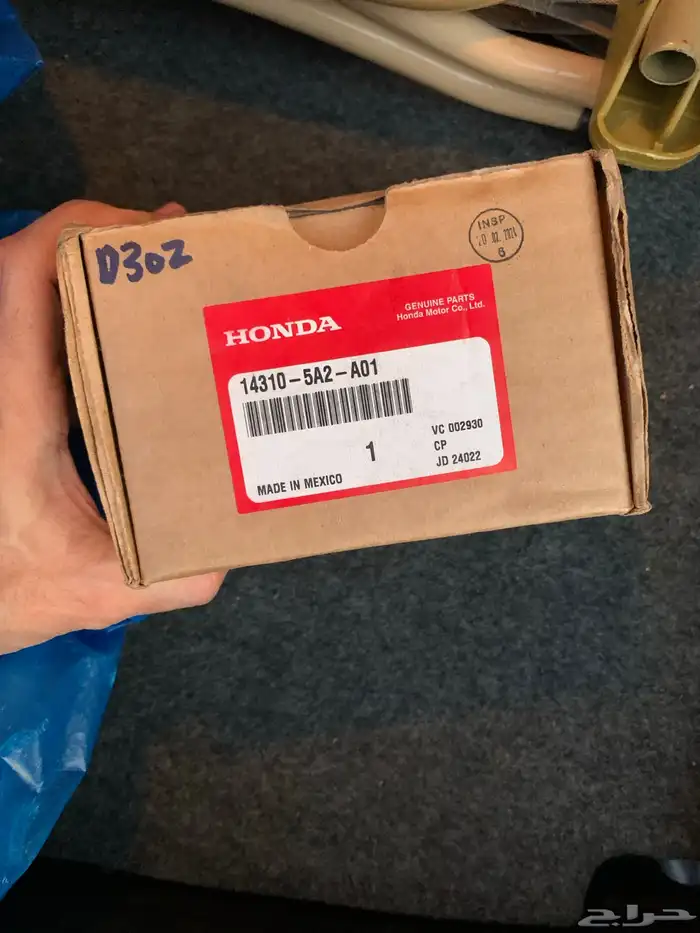 D302
INSP
20 02 2024
6
HONDA
GENUINE PARTS
Honda Motor Co., Ltd.
14310-5A2-A01
1
VC 002930
CP
JD 24022
MADE IN MEXICO
حراج